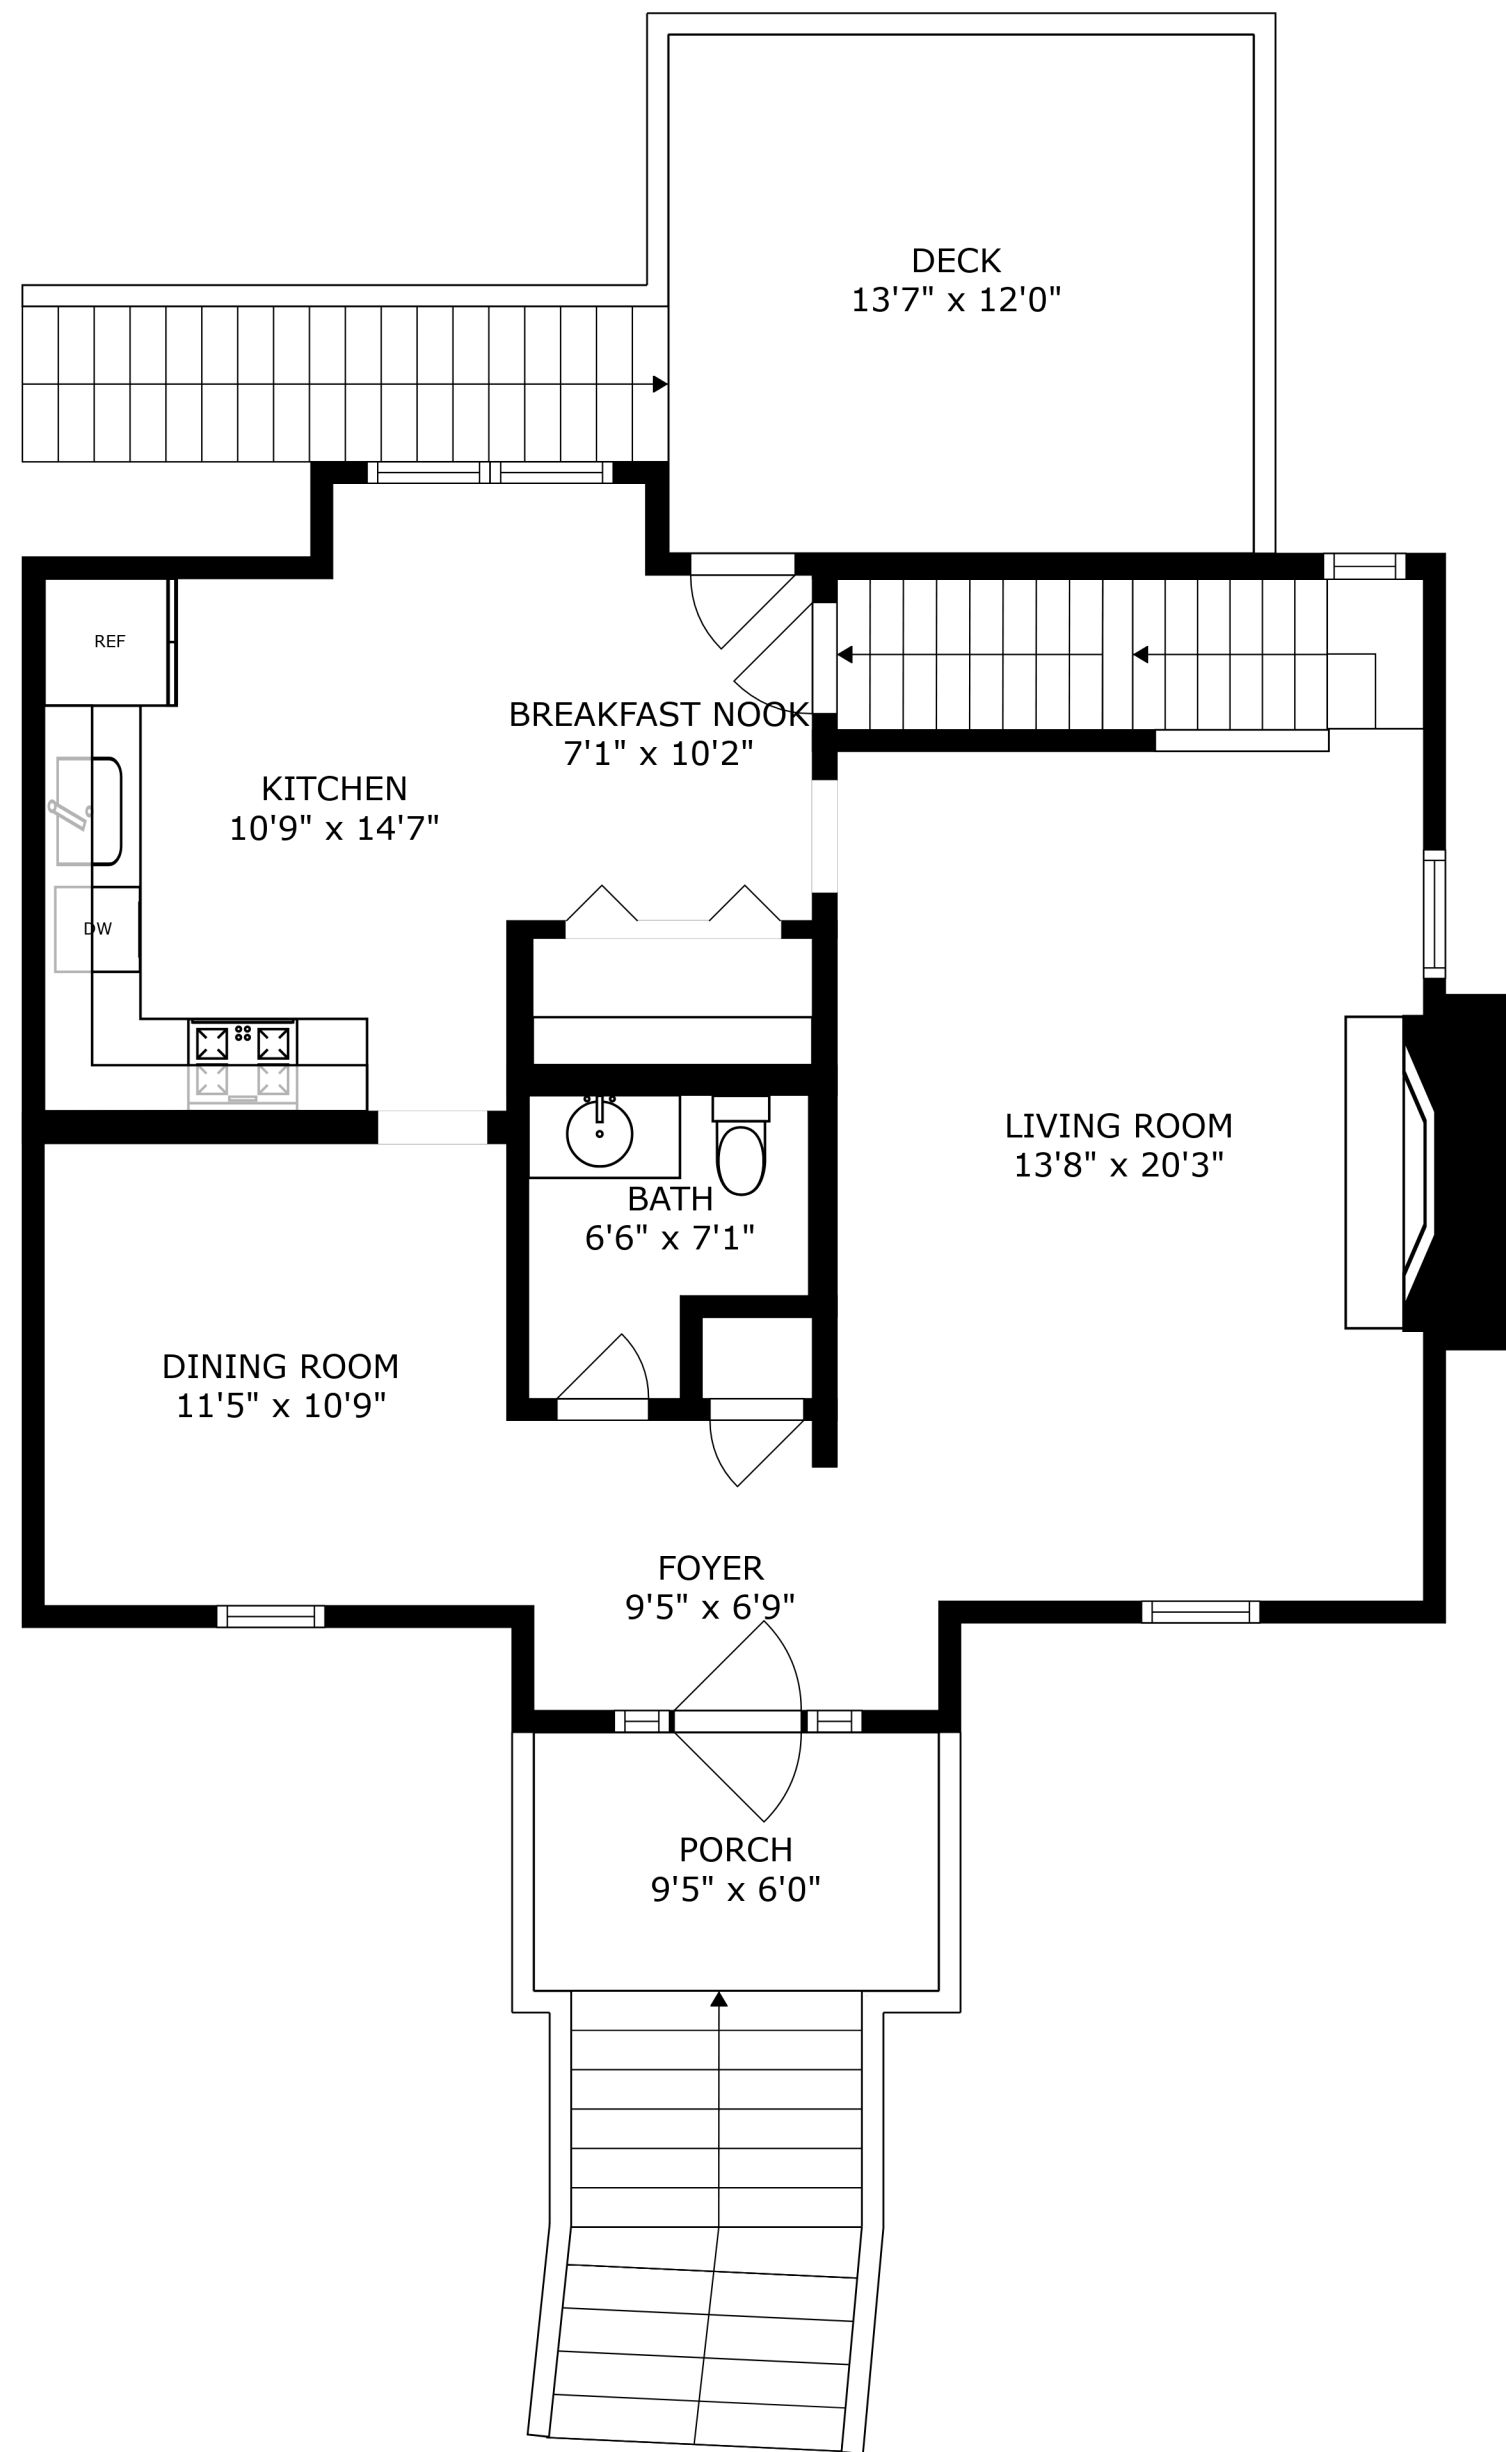 DECK
13'7" x 12'0"
REF
BREAKFAST NOOK
7'1" x 10'2"
KITCHEN
10'9" x 14'7"
DW
LIVING ROOM
13'8" x 20'3"
BATH
6'6" x 7'1"
DINING ROOM
11'5" x 10'9"
FOYER
9'5" x 6'9"
PORCH
9'5" x 6'0"